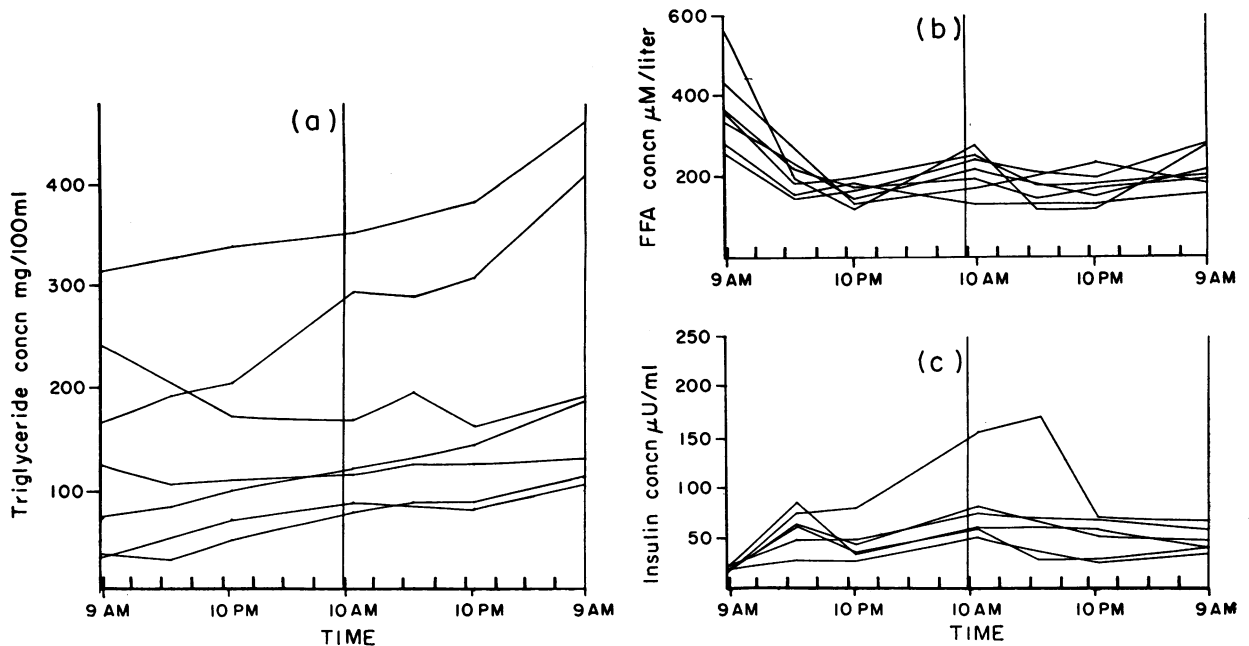 (a)
Triglyceride concn mg/100ml
400
300
200
100
9 AM 10 PM 10 AM 10 PM 9 AM
TIME
(b)
FFA concn μM/liter
600
400
200
9 AM 10 PM 10 AM 10 PM 9 AM
(c)
Insulin concn μU/ml
250
200
150
100
50
9 AM 10 PM 10 AM 10 PM 9 AM
TIME